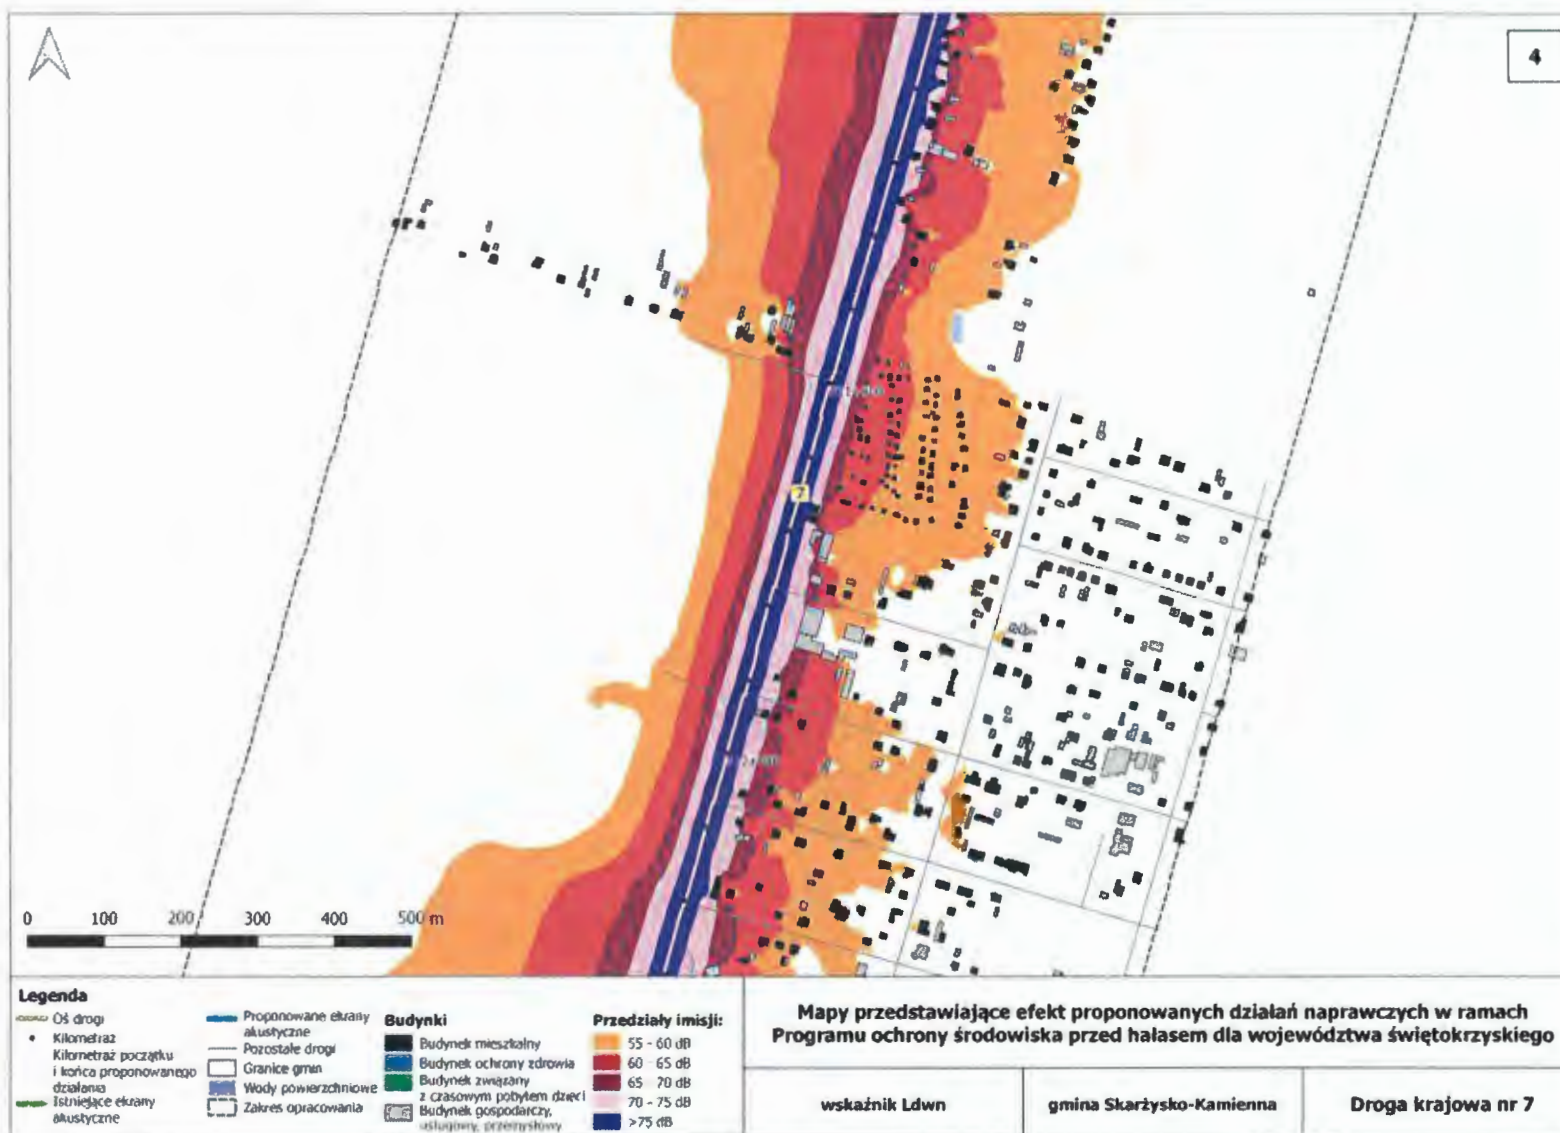 4
7
0 100 200 300 400 500 m
Legenda
Oś drogi
Kilometraż
Kilometraż początku
i końca proponowanego
działania
Istniejące ekrany
akustyczne
Proponowane ekrany
akustyczne
Pozostałe drogi
Granice gmin
Wody powierzchniowe
Zakres opracowania
Budynki
Budynek mieszkalny
Budynek ochrony zdrowia
Budynek związany
z czasowym pobytem dzieci
Budynek gospodarczy,
usługowy, przemysłowy
Przedziały imisji:
55 - 60 dB
60 - 65 dB
65 - 70 dB
70 - 75 dB
>75 dB
Mapy przedstawiające efekt proponowanych działań naprawczych w ramach
Programu ochrony środowiska przed hałasem dla województwa świętokrzyskiego
wskaźnik Ldwn
gmina Skarżysko-Kamienna
Droga krajowa nr 7